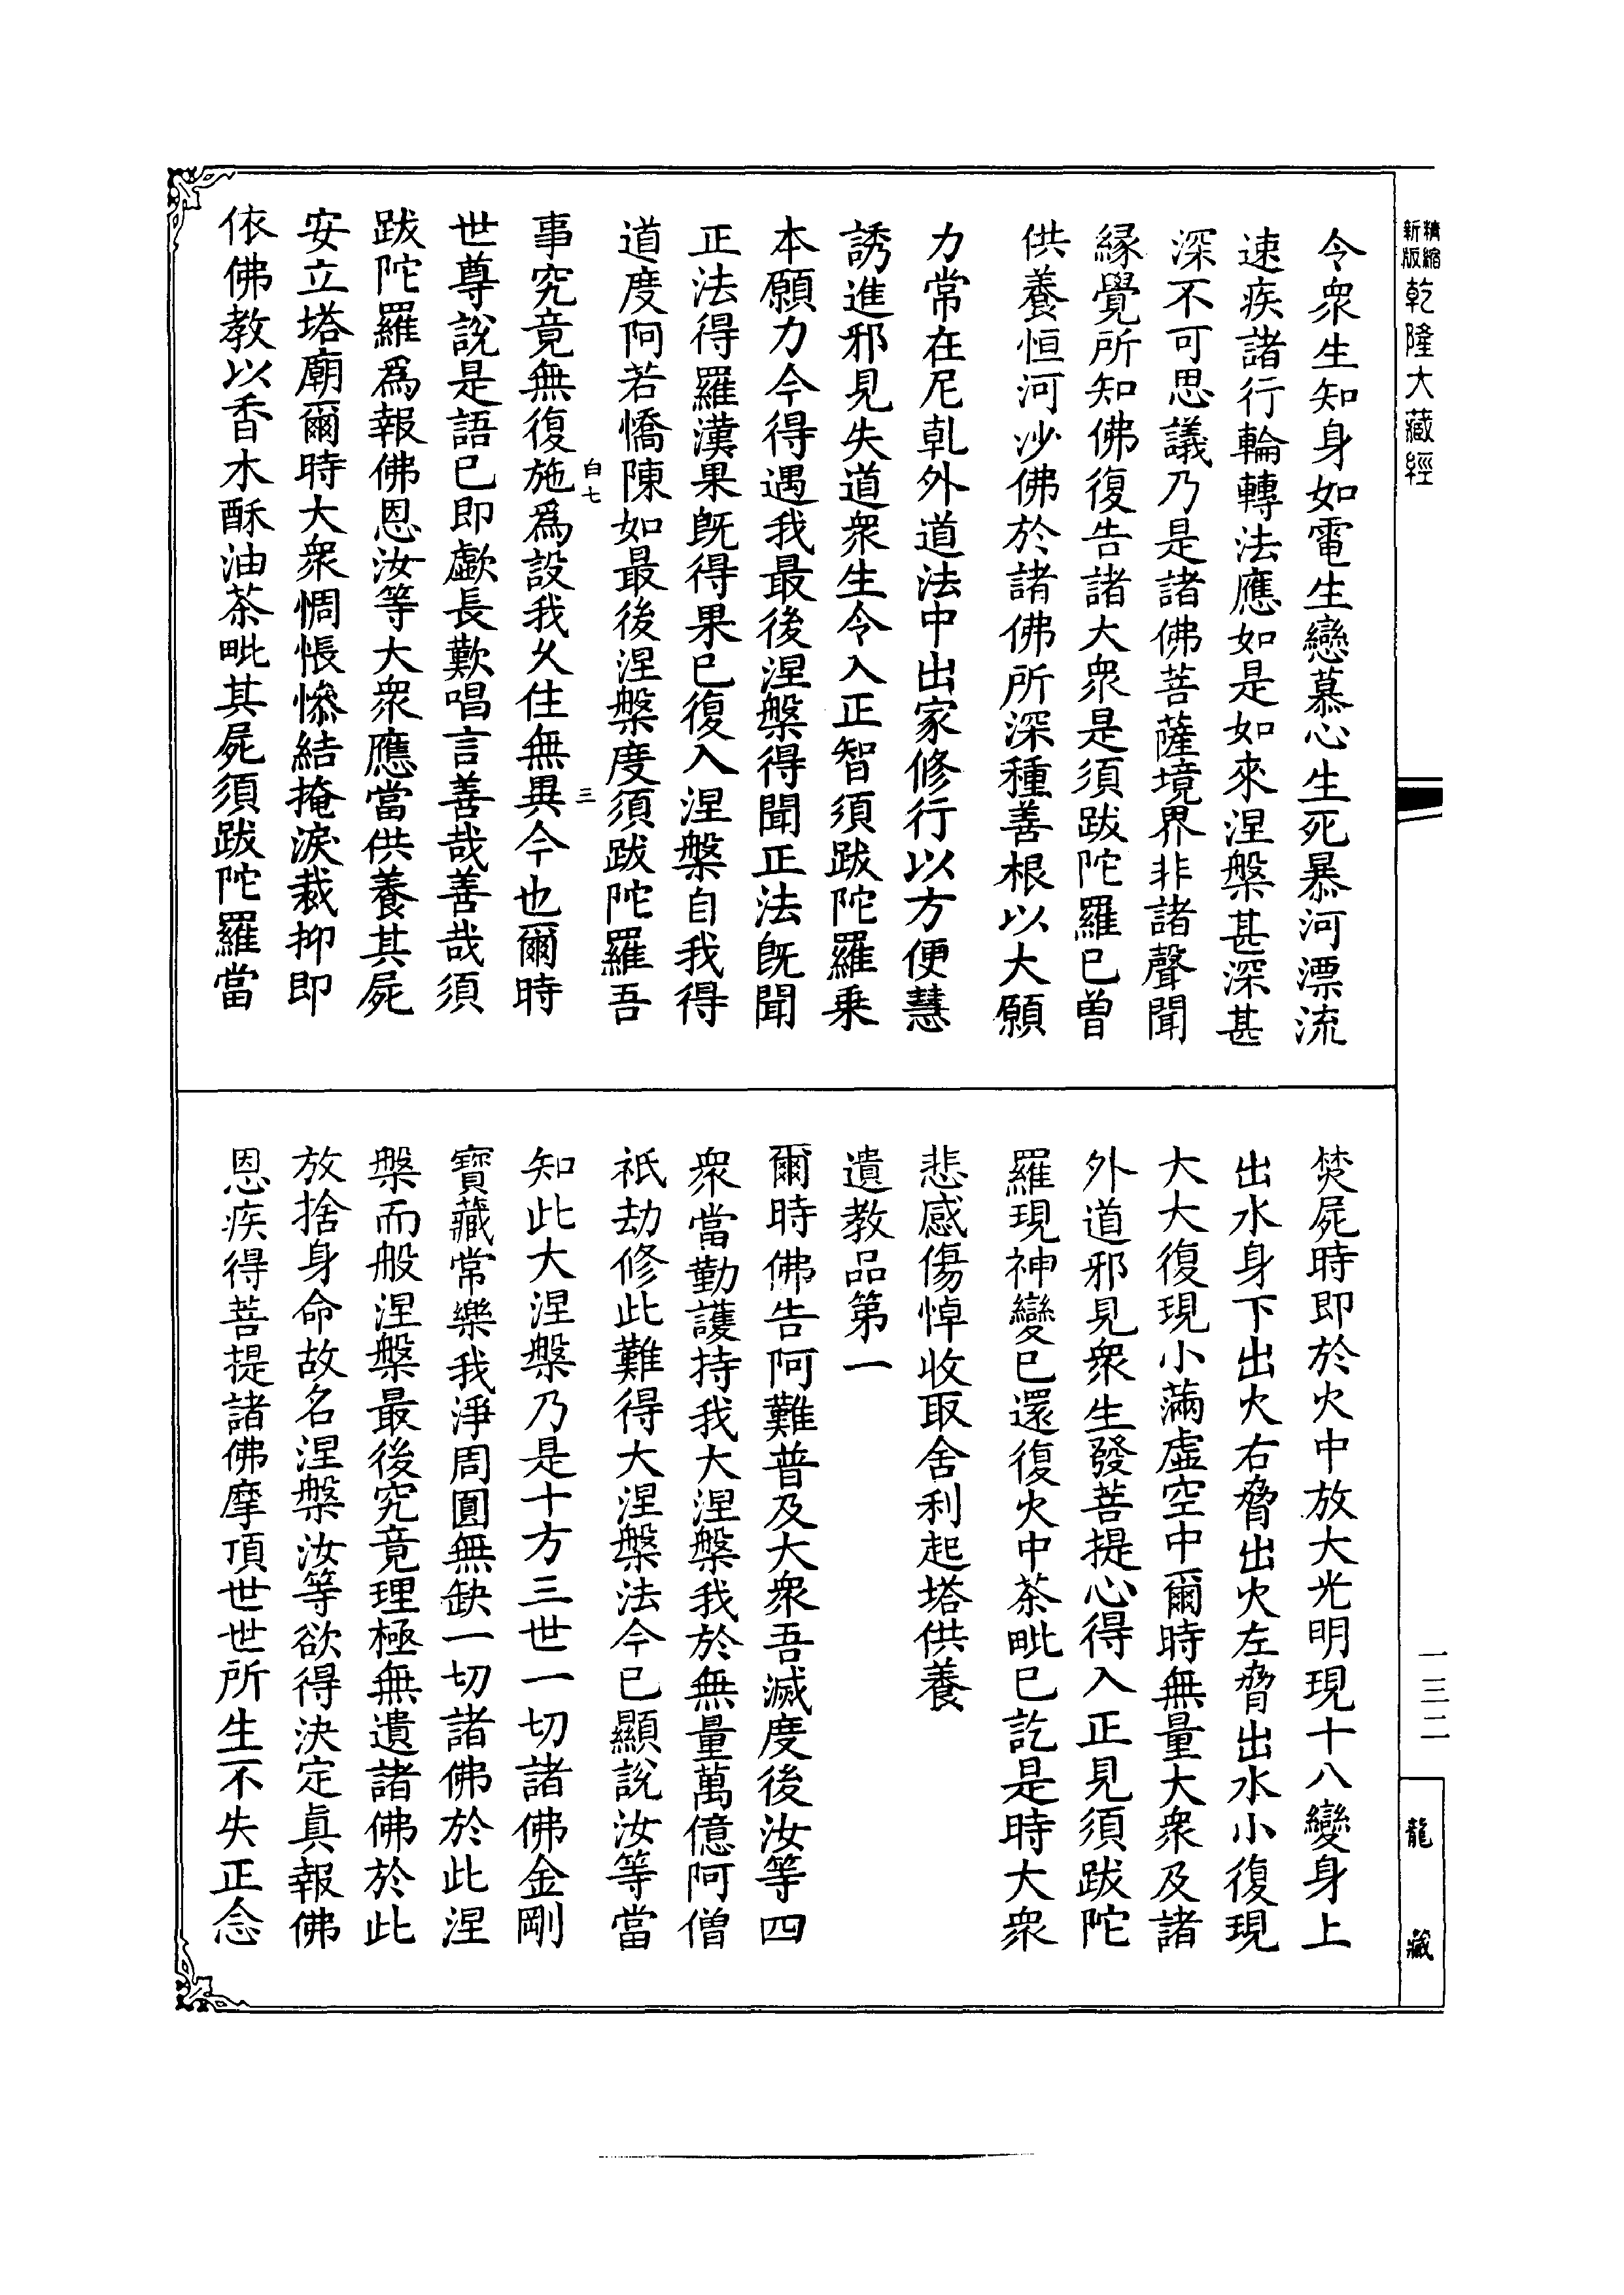 精縮
新版
乾隆大藏經
一三二
龍藏
令衆生知身如電生戀慕心生死暴河漂流
速疾諸行輪轉法應如是如來涅槃甚深甚
深不可思議乃是諸佛菩薩境界非諸聲聞
縁覺所知佛復告諸大衆是須跋陀羅已曽
供養恒河沙佛於諸佛所深種善根以大願
力常在尼乹外道法中出家修行以方便慧
誘進邪見失道衆生令入正智須跋陀羅乗
本願力今得遇我最後涅槃得聞正法旣聞
正法得羅漢果旣得果已復入涅槃自我得
道度阿若憍陳如最後涅槃度須跋陀羅吾
白七
三
事究竟無復施爲設我久住無異今也爾時
世尊說是語已即歔長歎唱言善哉善哉須
跋陀羅爲報佛恩汝等大衆應當供養其屍
安立塔廟爾時大衆惆悵慘結掩淚裁抑即
依佛教以香木酥油茶毗其屍須跋陀羅當
焚屍時即於火中放大光明現十八變身上
出水身下出火右脅出火左脅出水小復現
大大復現小滿虚空中爾時無量大衆及諸
外道邪見衆生發菩提心得入正見須跋陀
羅現神變已還復火中茶毗已訖是時大衆
悲感傷悼收取舍利起塔供養
遺教品第一
爾時佛告阿難普及大衆吾滅度後汝等四
衆當勤護持我大涅槃我於無量萬億阿僧
祇劫修此難得大涅槃法今已顯說汝等當
知此大涅槃乃是十方三世一切諸佛金剛
寶藏常樂我淨周圓無缺一切諸佛於此涅
槃而般涅槃最後究竟理極無遺諸佛於此
放捨身命故名涅槃汝等欲得決定真報佛
恩疾得菩提諸佛摩頂世世所生不失正念